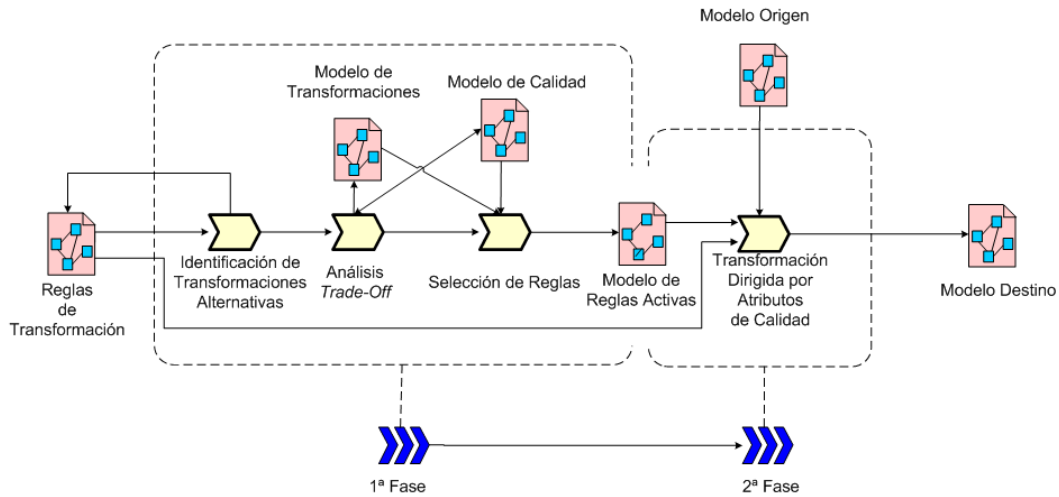 Modelo Origen
Modelo de
Transformaciones
Modelo de Calidad
Reglas
de
Transformación
Identificación de
Transformaciones
Alternativas
Análisis
Trade-Off
Selección de Reglas
Modelo de
Reglas Activas
Transformación
Dirigida por
Atributos
de Calidad
Modelo Destino
1ª Fase
2ª Fase